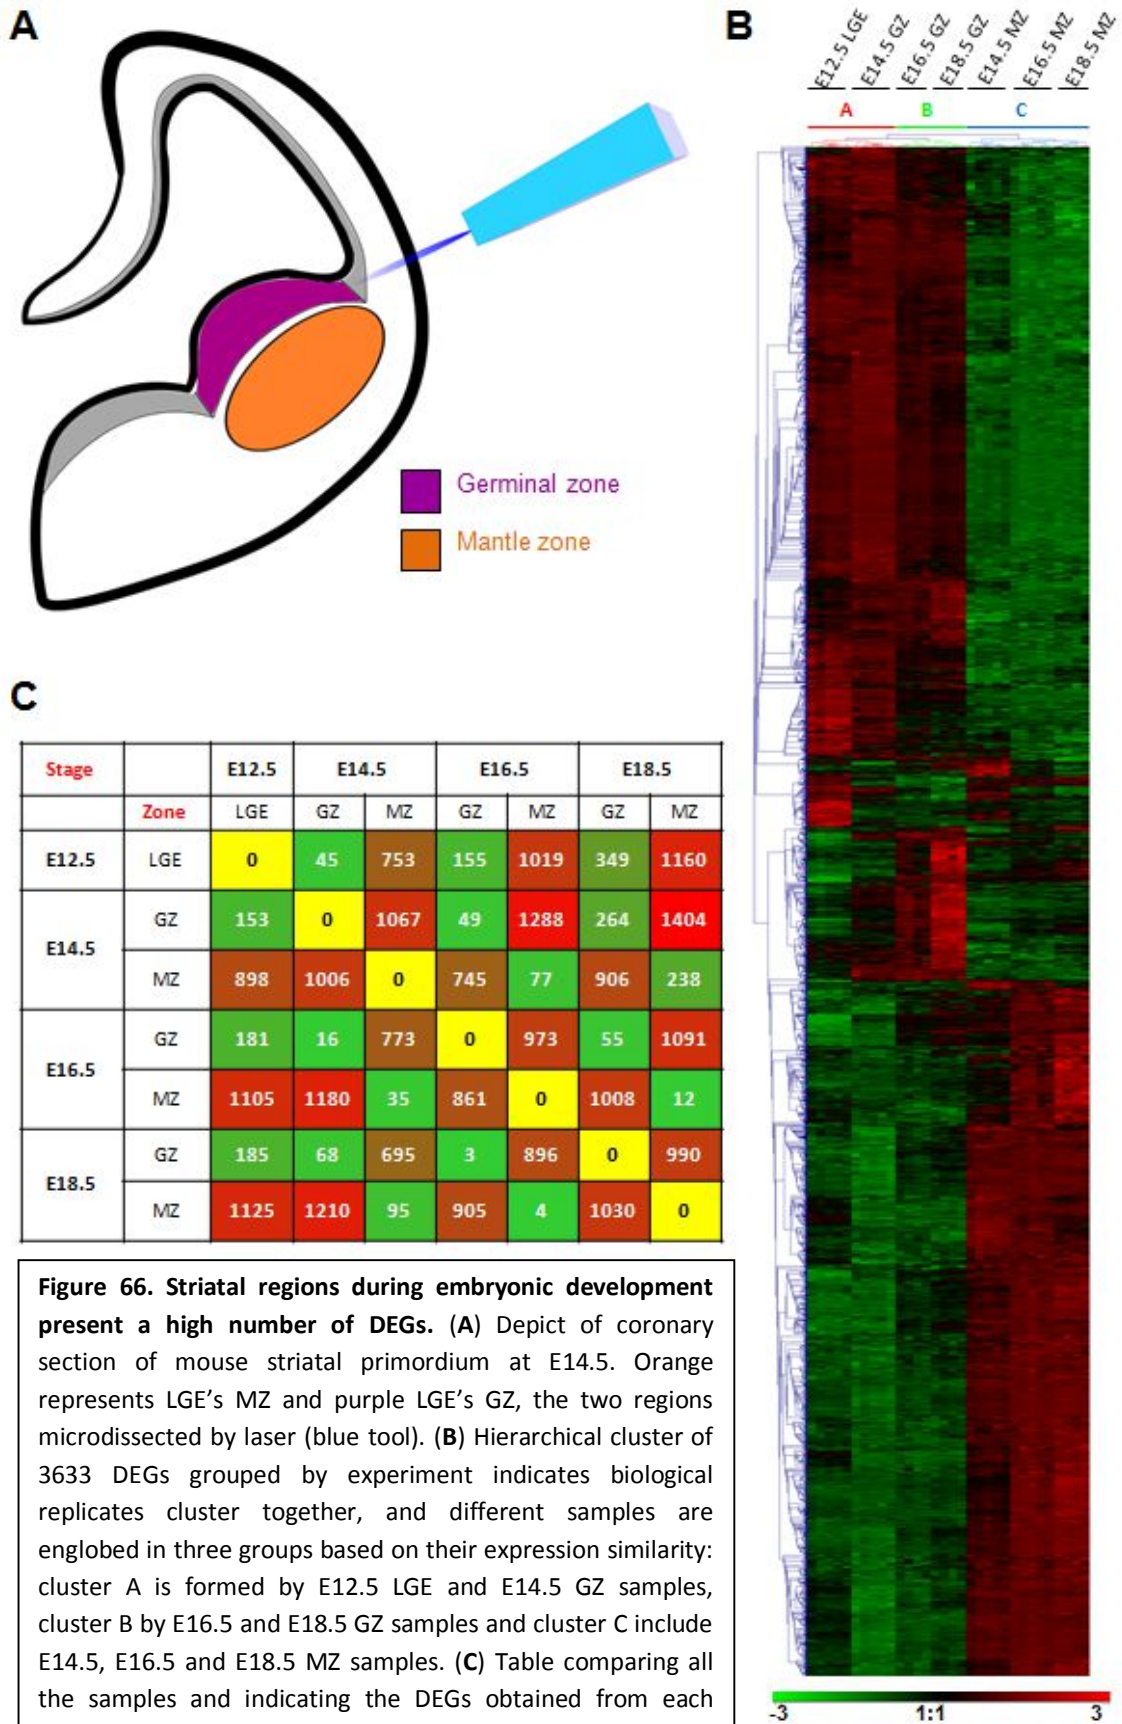 A
Germinal zone
Mantle zone
B
E12.5 LGE E14.5 GZ E16.5 GZ E18.5 GZ E14.5 MZ E16.5 MZ E18.5 MZ
A B C
-3 1:1 3
C
Stage E12.5 E14.5 E16.5 E18.5
Zone LGE GZ MZ GZ MZ GZ MZ
E12.5 LGE 0 45 753 155 1019 349 1160
E14.5 GZ 153 0 1067 49 1288 264 1404
MZ 898 1006 0 745 77 906 238
E16.5 GZ 181 16 773 0 973 55 1091
MZ 1105 1180 35 861 0 1008 12
E18.5 GZ 185 68 695 3 896 0 990
MZ 1125 1210 95 905 4 1030 0
Figure 66. Striatal regions during embryonic development
present a high number of DEGs. (A) Depict of coronary
section of mouse striatal primordium at E14.5. Orange
represents LGE’s MZ and purple LGE’s GZ, the two regions
microdissected by laser (blue tool). (B) Hierarchical cluster of
3633 DEGs grouped by experiment indicates biological
replicates cluster together, and different samples are
englobed in three groups based on their expression similarity:
cluster A is formed by E12.5 LGE and E14.5 GZ samples,
cluster B by E16.5 and E18.5 GZ samples and cluster C include
E14.5, E16.5 and E18.5 MZ samples. (C) Table comparing all
the samples and indicating the DEGs obtained from each